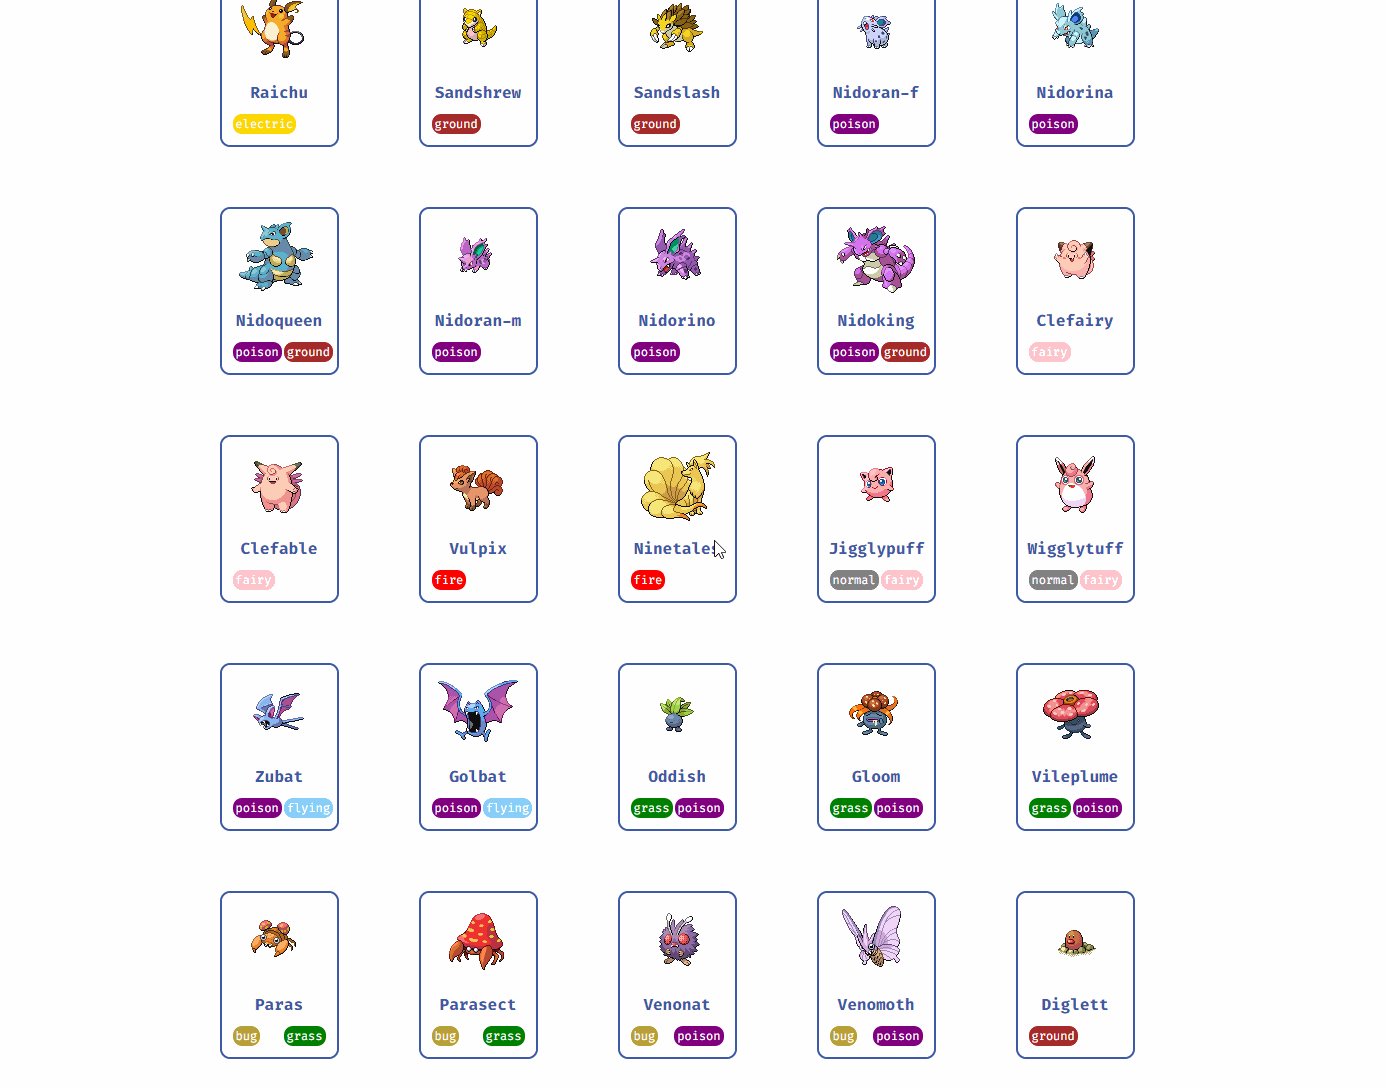 Raichu Sandshrew Sandslash Nidoran-f Nidorina
electric ground ground poison poison
Nidoqueen Nidoran-m Nidorino Nidoking Clefairy
poison ground poison poison poison ground fairy
Clefable Vulpix Ninetales Jigglypuff Wigglytuff
fairy fire fire normal fairy normal fairy
Zubat Golbat Oddish Gloom Vileplume
poison flying poison flying grass poison grass poison grass poison
Paras Parasect Venonat Venomoth Diglett
bug grass bug grass bug poison bug poison ground